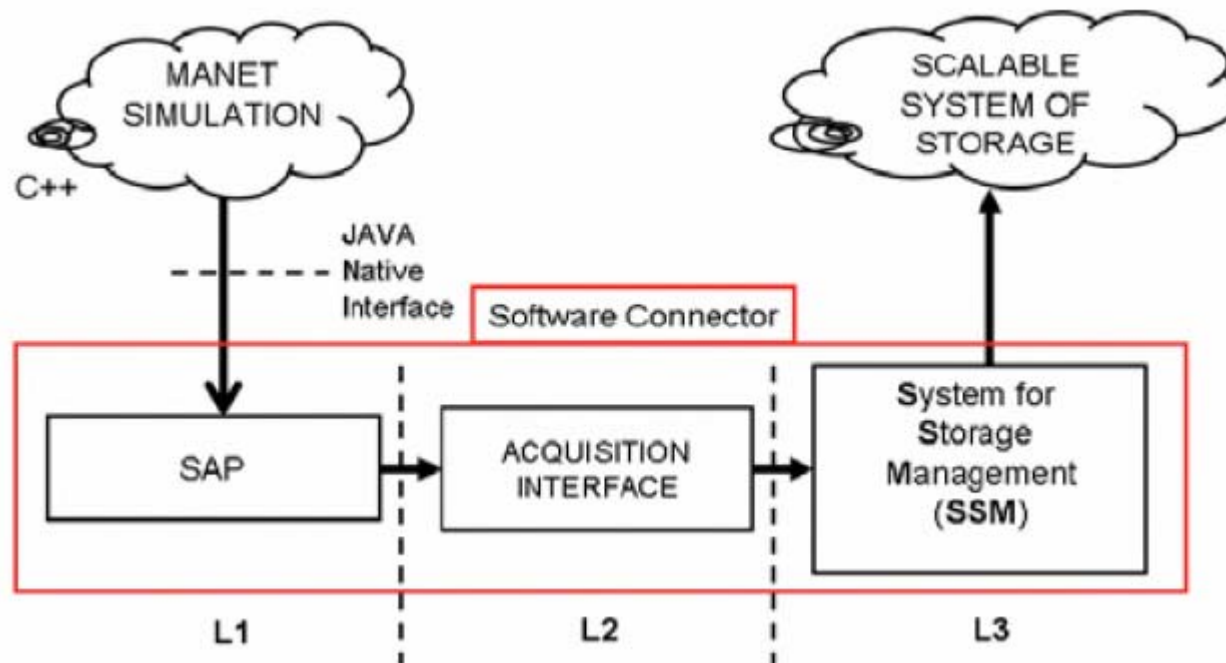 MANET
SIMULATION
C++
SCALABLE
SYSTEM OF
STORAGE
JAVA
Native
Interface
Software Connector
SAP
ACQUISITION
INTERFACE
System for
Storage
Management
(SSM)
L1
L2
L3